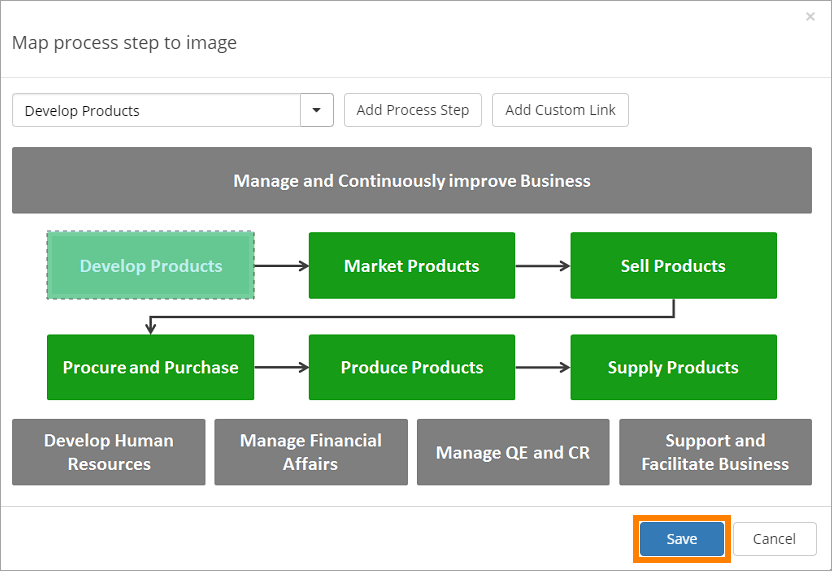 ×
Map process step to image
Develop Products
Add Process Step
Add Custom Link
Manage and Continuously improve Business
Develop Products
Market Products
Sell Products
Procure and Purchase
Produce Products
Supply Products
Develop Human
Resources
Manage Financial
Affairs
Manage QE and CR
Support and
Facilitate Business
Save
Cancel